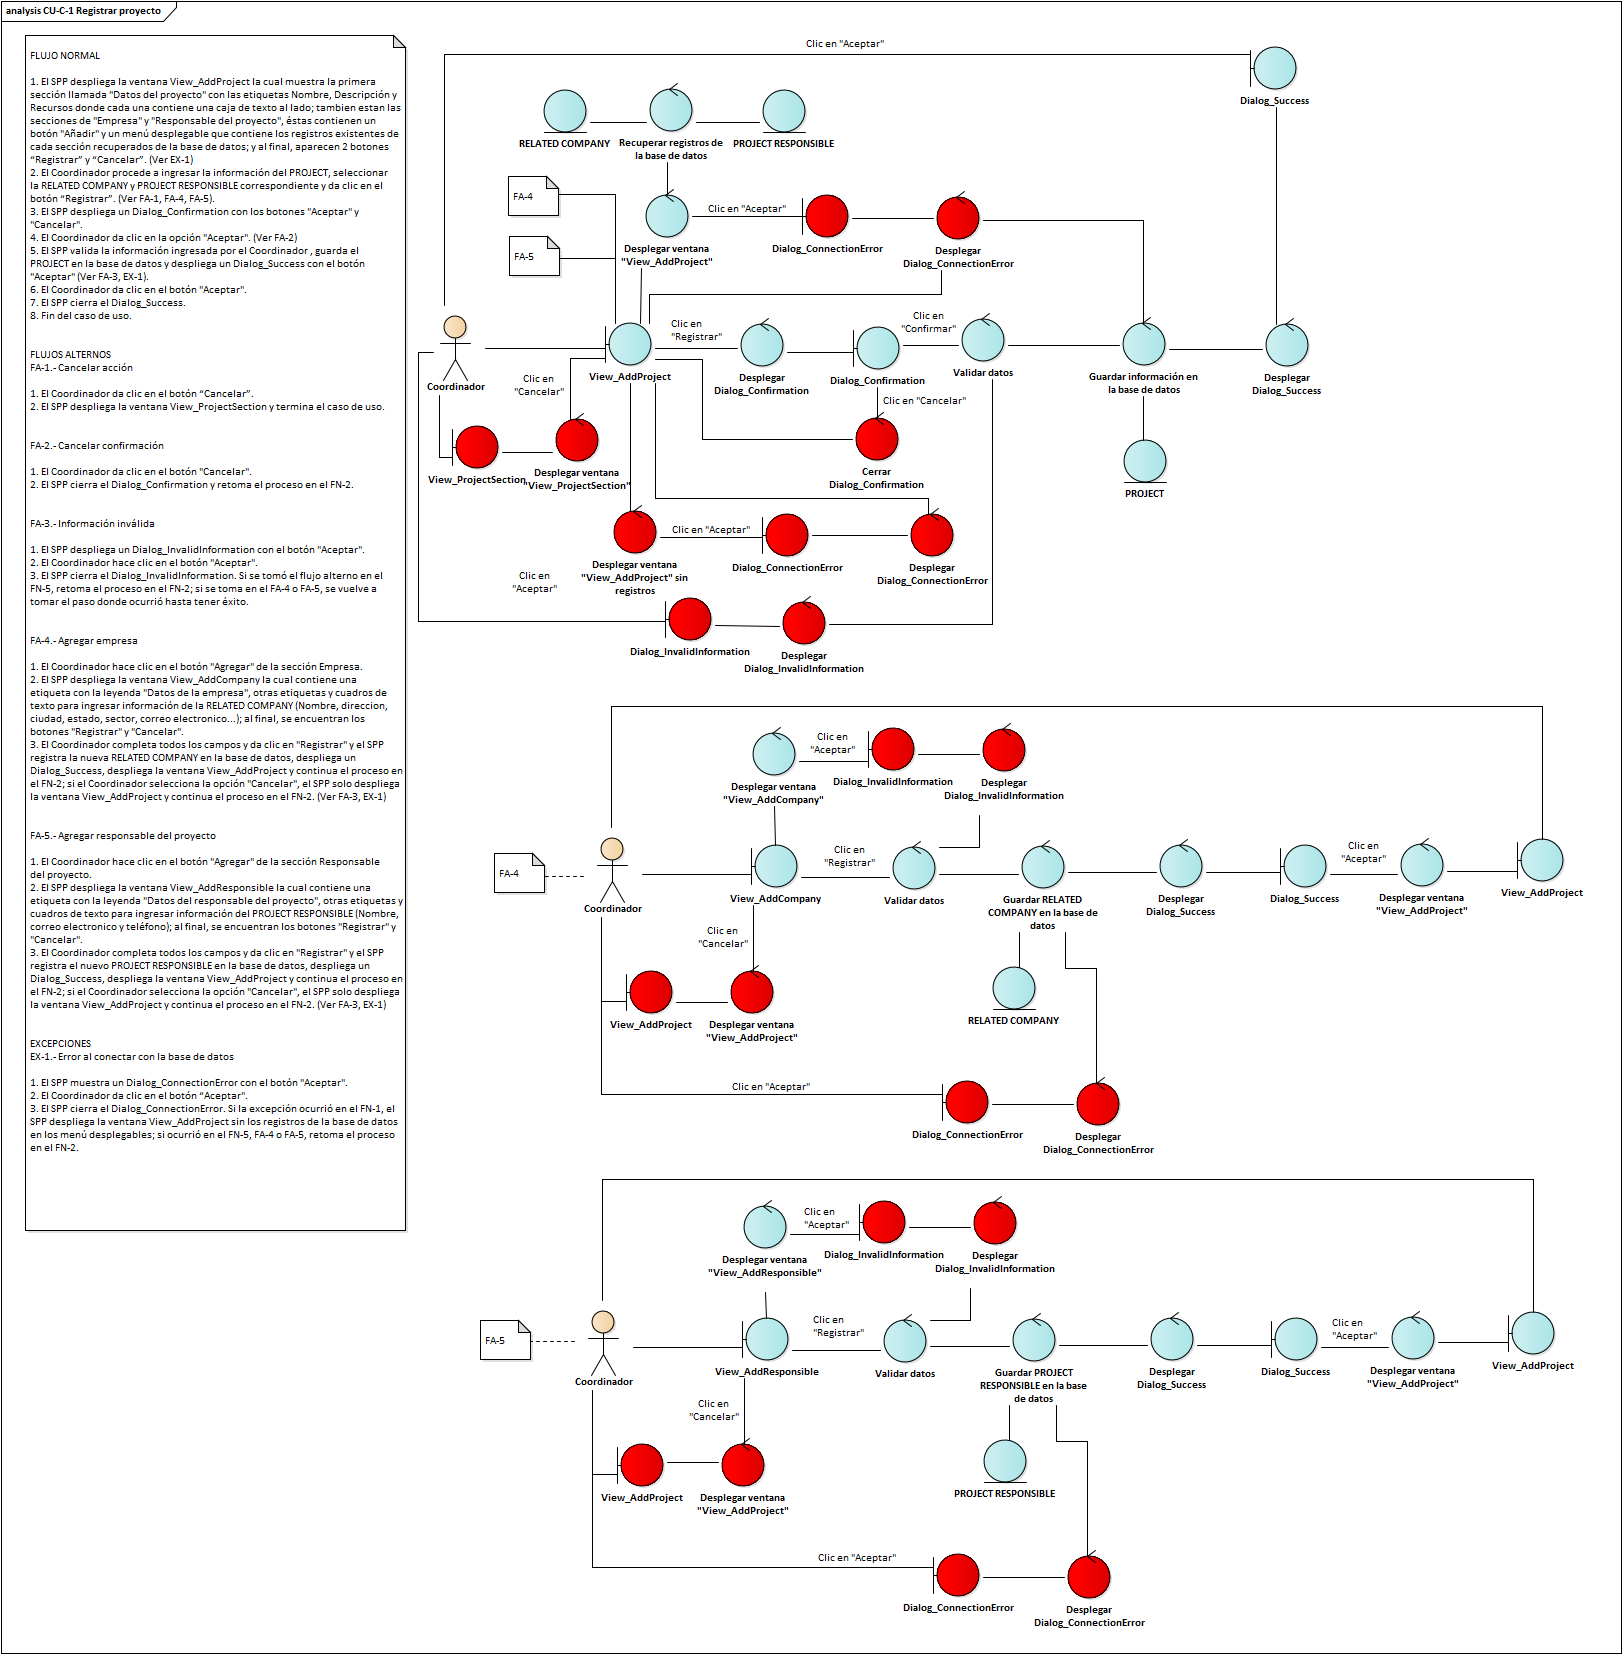 analysis CU-C-1 Registrar proyecto
FLUJO NORMAL
1. El SPP despliega la ventana View_AddProject la cual muestra la primera
sección llamada "Datos del proyecto" con las etiquetas Nombre, Descripción y
Recursos donde cada una contiene una caja de texto al lado; tambien estan las
secciones de "Empresa" y "Responsable del proyecto", éstas contienen un
botón "Añadir" y un menú desplegable que contiene los registros existentes de
cada sección recuperados de la base de datos; y al final, aparecen 2 botones
“Registrar” y “Cancelar”. (Ver EX-1)
2. El Coordinador procede a ingresar la información del PROJECT, seleccionar
la RELATED COMPANY y PROJECT RESPONSIBLE correspondiente y da clic en el
botón “Registrar”. (Ver FA-1, FA-4, FA-5).
3. El SPP despliega un Dialog_Confirmation con los botones "Aceptar" y
"Cancelar".
4. El Coordinador da clic en la opción "Aceptar". (Ver FA-2)
5. El SPP valida la información ingresada por el Coordinador , guarda el
PROJECT en la base de datos y despliega un Dialog_Success con el botón
"Aceptar" (Ver FA-3, EX-1).
6. El Coordinador da clic en el botón "Aceptar".
7. El SPP cierra el Dialog_Success.
8. Fin del caso de uso.
FLUJOS ALTERNOS
FA-1.- Cancelar acción
1. El Coordinador da clic en el botón “Cancelar”.
2. El SPP despliega la ventana View_ProjectSection y termina el caso de uso.
FA-2.- Cancelar confirmación
1. El Coordinador da clic en el botón "Cancelar".
2. El SPP cierra el Dialog_Confirmation y retoma el proceso en el FN-2.
FA-3.- Información inválida
1. El SPP despliega un Dialog_InvalidInformation con el botón "Aceptar".
2. El Coordinador hace clic en el botón "Aceptar".
3. El SPP cierra el Dialog_InvalidInformation. Si se tomó el flujo alterno en el
FN-5, retoma el proceso en el FN-2; si se toma en el FA-4 o FA-5, se vuelve a
tomar el paso donde ocurrió hasta tener éxito.
FA-4.- Agregar empresa
1. El Coordinador hace clic en el botón "Agregar" de la sección Empresa.
2. El SPP despliega la ventana View_AddCompany la cual contiene una
etiqueta con la leyenda "Datos de la empresa", otras etiquetas y cuadros de
texto para ingresar información de la RELATED COMPANY (Nombre, direccion,
ciudad, estado, sector, correo electronico...); al final, se encuentran los
botones "Registrar" y "Cancelar".
3. El Coordinador completa todos los campos y da clic en "Registrar" y el SPP
registra la nueva RELATED COMPANY en la base de datos, despliega un
Dialog_Success, despliega la ventana View_AddProject y continua el proceso en
el FN-2; si el Coordinador selecciona la opción "Cancelar", el SPP solo despliega
la ventana View_AddProject y continua el proceso en el FN-2. (Ver FA-3, EX-1)
FA-5.- Agregar responsable del proyecto
1. El Coordinador hace clic en el botón "Agregar" de la sección Responsable
del proyecto.
2. El SPP despliega la ventana View_AddResponsible la cual contiene una
etiqueta con la leyenda "Datos del responsable del proyecto", otras etiquetas y
cuadros de texto para ingresar información del PROJECT RESPONSIBLE (Nombre,
correo electronico y teléfono); al final, se encuentran los botones "Registrar" y
"Cancelar".
3. El Coordinador completa todos los campos y da clic en "Registrar" y el SPP
registra el nuevo PROJECT RESPONSIBLE en la base de datos, despliega un
Dialog_Success, despliega la ventana View_AddProject y continua el proceso en
el FN-2; si el Coordinador selecciona la opción "Cancelar", el SPP solo despliega
la ventana View_AddProject y continua el proceso en el FN-2. (Ver FA-3, EX-1)
EXCEPCIONES
EX-1.- Error al conectar con la base de datos
1. El SPP muestra un Dialog_ConnectionError con el botón "Aceptar".
2. El Coordinador da clic en el botón “Aceptar".
3. El SPP cierra el Dialog_ConnectionError. Si la excepción ocurrió en el FN-1, el
SPP despliega la ventana View_AddProject sin los registros de la base de datos
en los menú desplegables; si ocurrió en el FN-5, FA-4 o FA-5, retoma el proceso
en el FN-2.
Clic en "Aceptar"
Dialog_Success
RELATED COMPANY
Recuperar registros de
la base de datos
PROJECT RESPONSIBLE
FA-4
FA-5
Desplegar ventana
"View_AddProject"
Clic en "Aceptar"
Dialog_ConnectionError
Desplegar
Dialog_ConnectionError
Coordinador
View_AddProject
Clic en
"Registrar"
Desplegar
Dialog_Confirmation
Dialog_Confirmation
Clic en
"Confirmar"
Validar datos
Guardar información en
la base de datos
Desplegar
Dialog_Success
PROJECT
Clic en
"Cancelar"
Clic en "Cancelar"
Cerrar
Dialog_Confirmation
View_ProjectSection
Desplegar ventana
"View_ProjectSection"
Desplegar ventana
"View_AddProject" sin
registros
Clic en "Aceptar"
Dialog_ConnectionError
Desplegar
Dialog_ConnectionError
Clic en
"Aceptar"
Dialog_InvalidInformation
Desplegar
Dialog_InvalidInformation
Desplegar ventana
"View_AddCompany"
Clic en
"Aceptar"
Dialog_InvalidInformation
Desplegar
Dialog_InvalidInformation
FA-4
Coordinador
View_AddCompany
Clic en
"Registrar"
Validar datos
Guardar RELATED
COMPANY en la base de
datos
Desplegar
Dialog_Success
Dialog_Success
Clic en
"Aceptar"
Desplegar ventana
"View_AddProject"
View_AddProject
Clic en
"Cancelar"
View_AddProject
Desplegar ventana
"View_AddProject"
RELATED COMPANY
Clic en "Aceptar"
Dialog_ConnectionError
Desplegar
Dialog_ConnectionError
Desplegar ventana
"View_AddResponsible"
Clic en
"Aceptar"
Dialog_InvalidInformation
Desplegar
Dialog_InvalidInformation
FA-5
Coordinador
View_AddResponsible
Clic en
"Registrar"
Validar datos
Guardar PROJECT
RESPONSIBLE en la base
de datos
Desplegar
Dialog_Success
Dialog_Success
Clic en
"Aceptar"
Desplegar ventana
"View_AddProject"
View_AddProject
Clic en
"Cancelar"
View_AddProject
Desplegar ventana
"View_AddProject"
PROJECT RESPONSIBLE
Clic en "Aceptar"
Dialog_ConnectionError
Desplegar
Dialog_ConnectionError